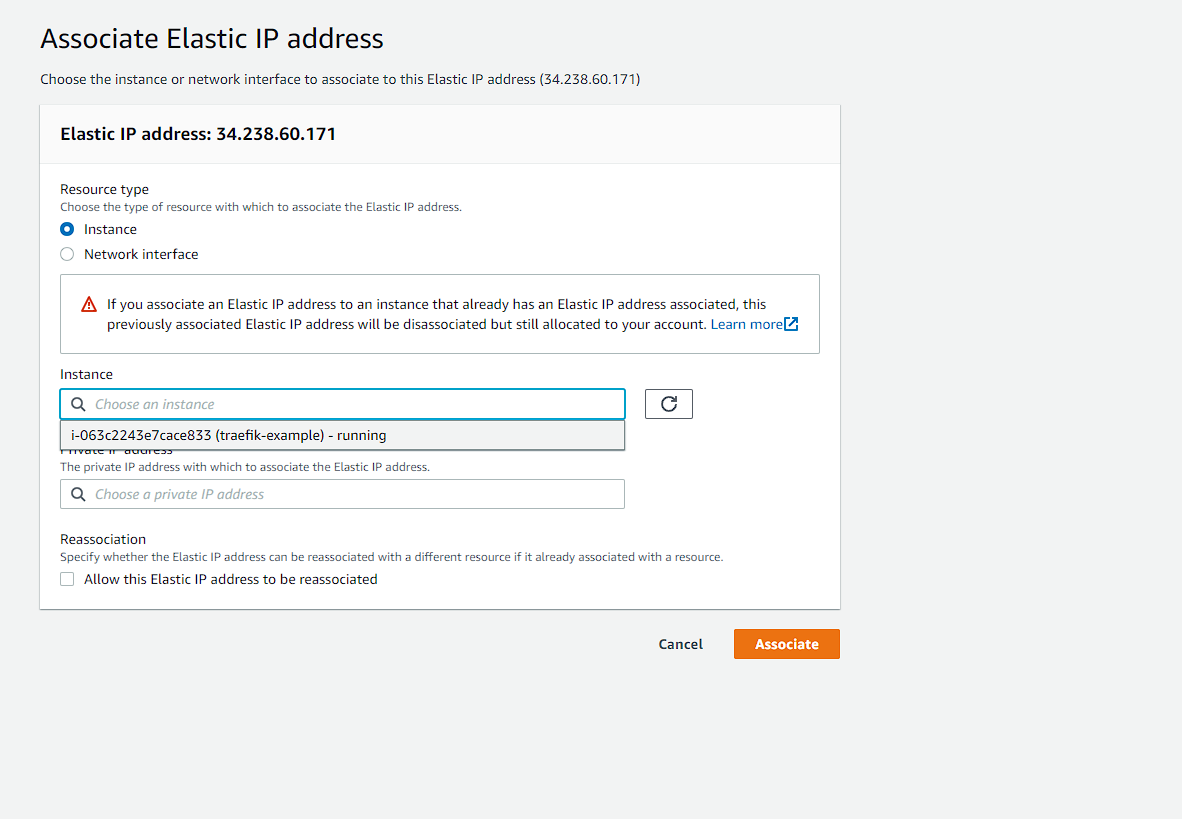 Associate Elastic IP address
Choose the instance or network interface to associate to this Elastic IP address (34.238.60.171)
Elastic IP address: 34.238.60.171
Resource type
Choose the type of resource with which to associate the Elastic IP address.
Instance
Network interface
If you associate an Elastic IP address to an instance that already has an Elastic IP address associated, this
previously associated Elastic IP address will be disassociated but still allocated to your account. Learn more
Instance
Choose an instance
i-063c2243e7cace833 (traefik-example) - running
Private IP address
The private IP address with which to associate the Elastic IP address.
Choose a private IP address
Reassociation
Specify whether the Elastic IP address can be reassociated with a different resource if it already associated with a resource.
Allow this Elastic IP address to be reassociated
Cancel
Associate